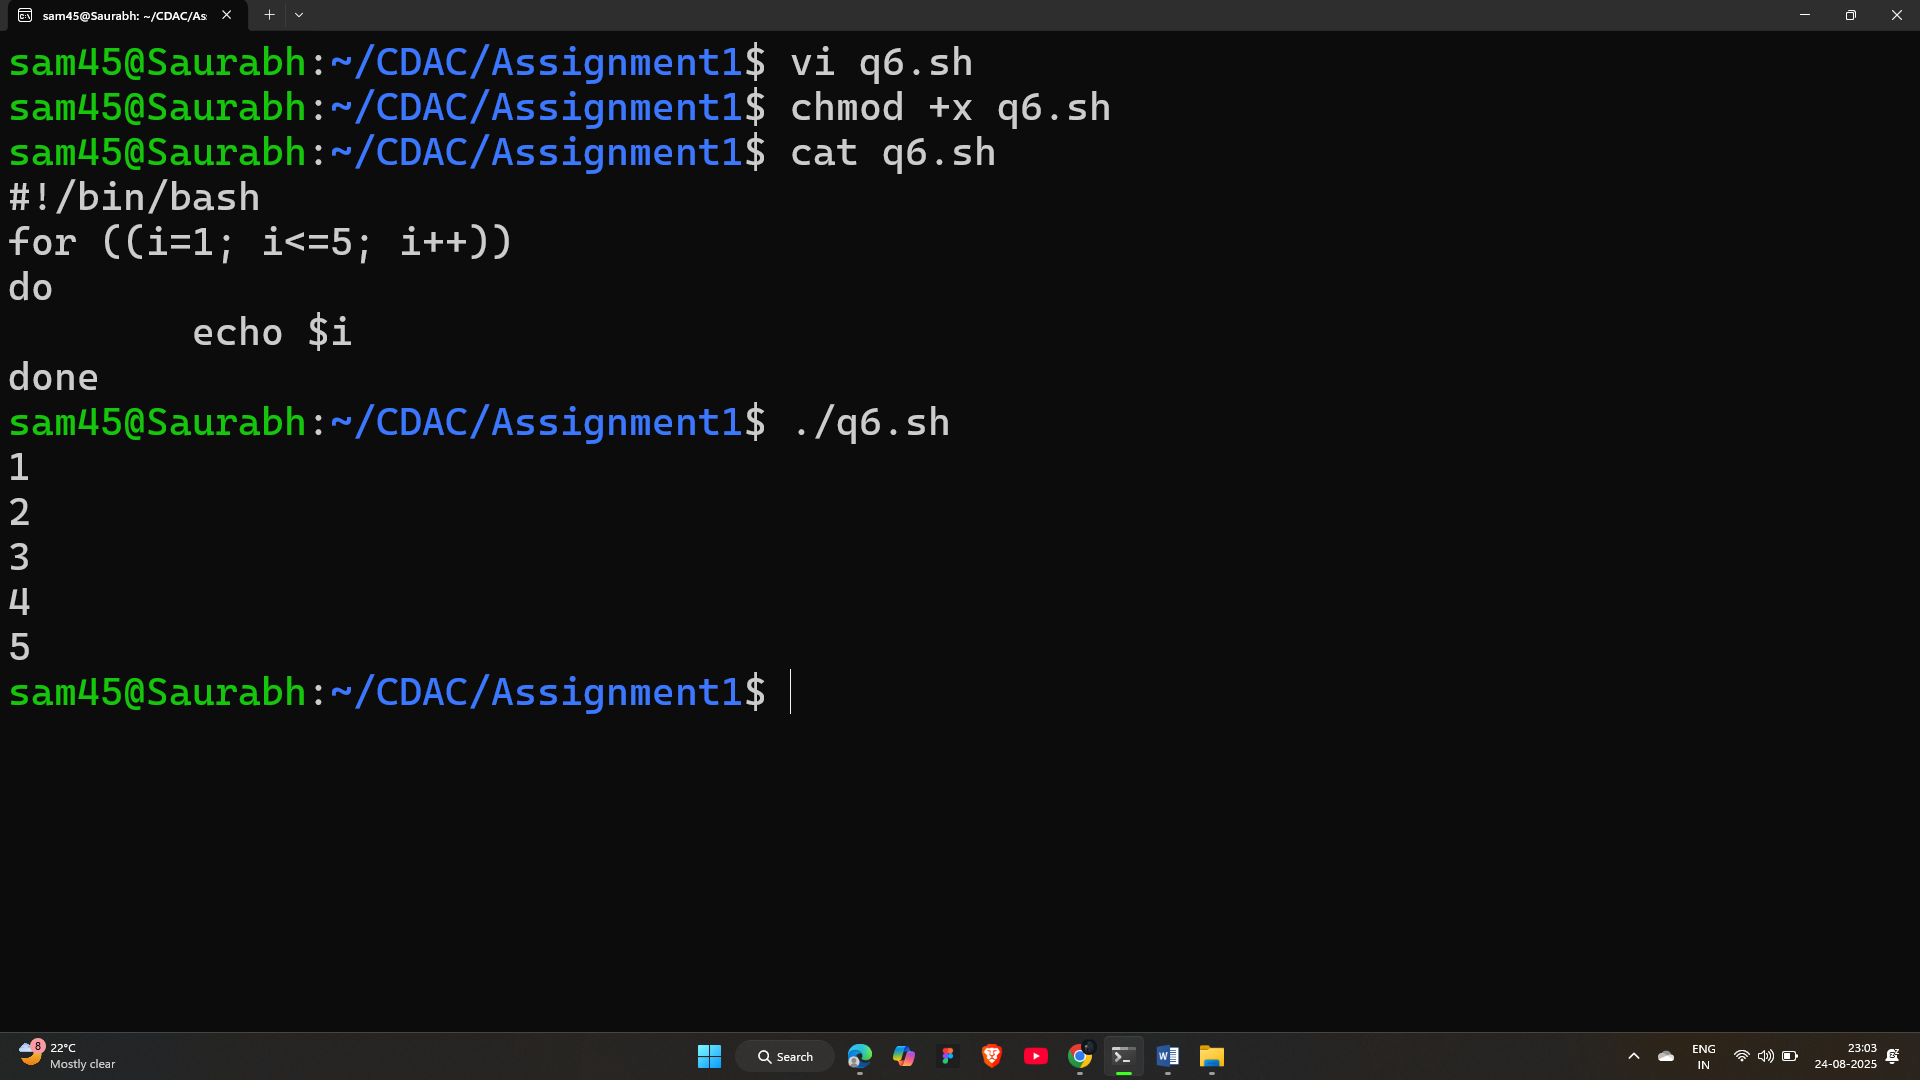 sam45@Saurabh: ~/CDAC/As
sam45@Saurabh:~/CDAC/Assignment1$ vi q6.sh
sam45@Saurabh:~/CDAC/Assignment1$ chmod +x q6.sh
sam45@Saurabh:~/CDAC/Assignment1$ cat q6.sh
#!/bin/bash
for ((i=1; i<=5; i++))
do
        echo $i
done
sam45@Saurabh:~/CDAC/Assignment1$ ./q6.sh
1
2
3
4
5
sam45@Saurabh:~/CDAC/Assignment1$
8
22°C
Mostly clear
Search
ENG
IN
23:03
24-08-2025